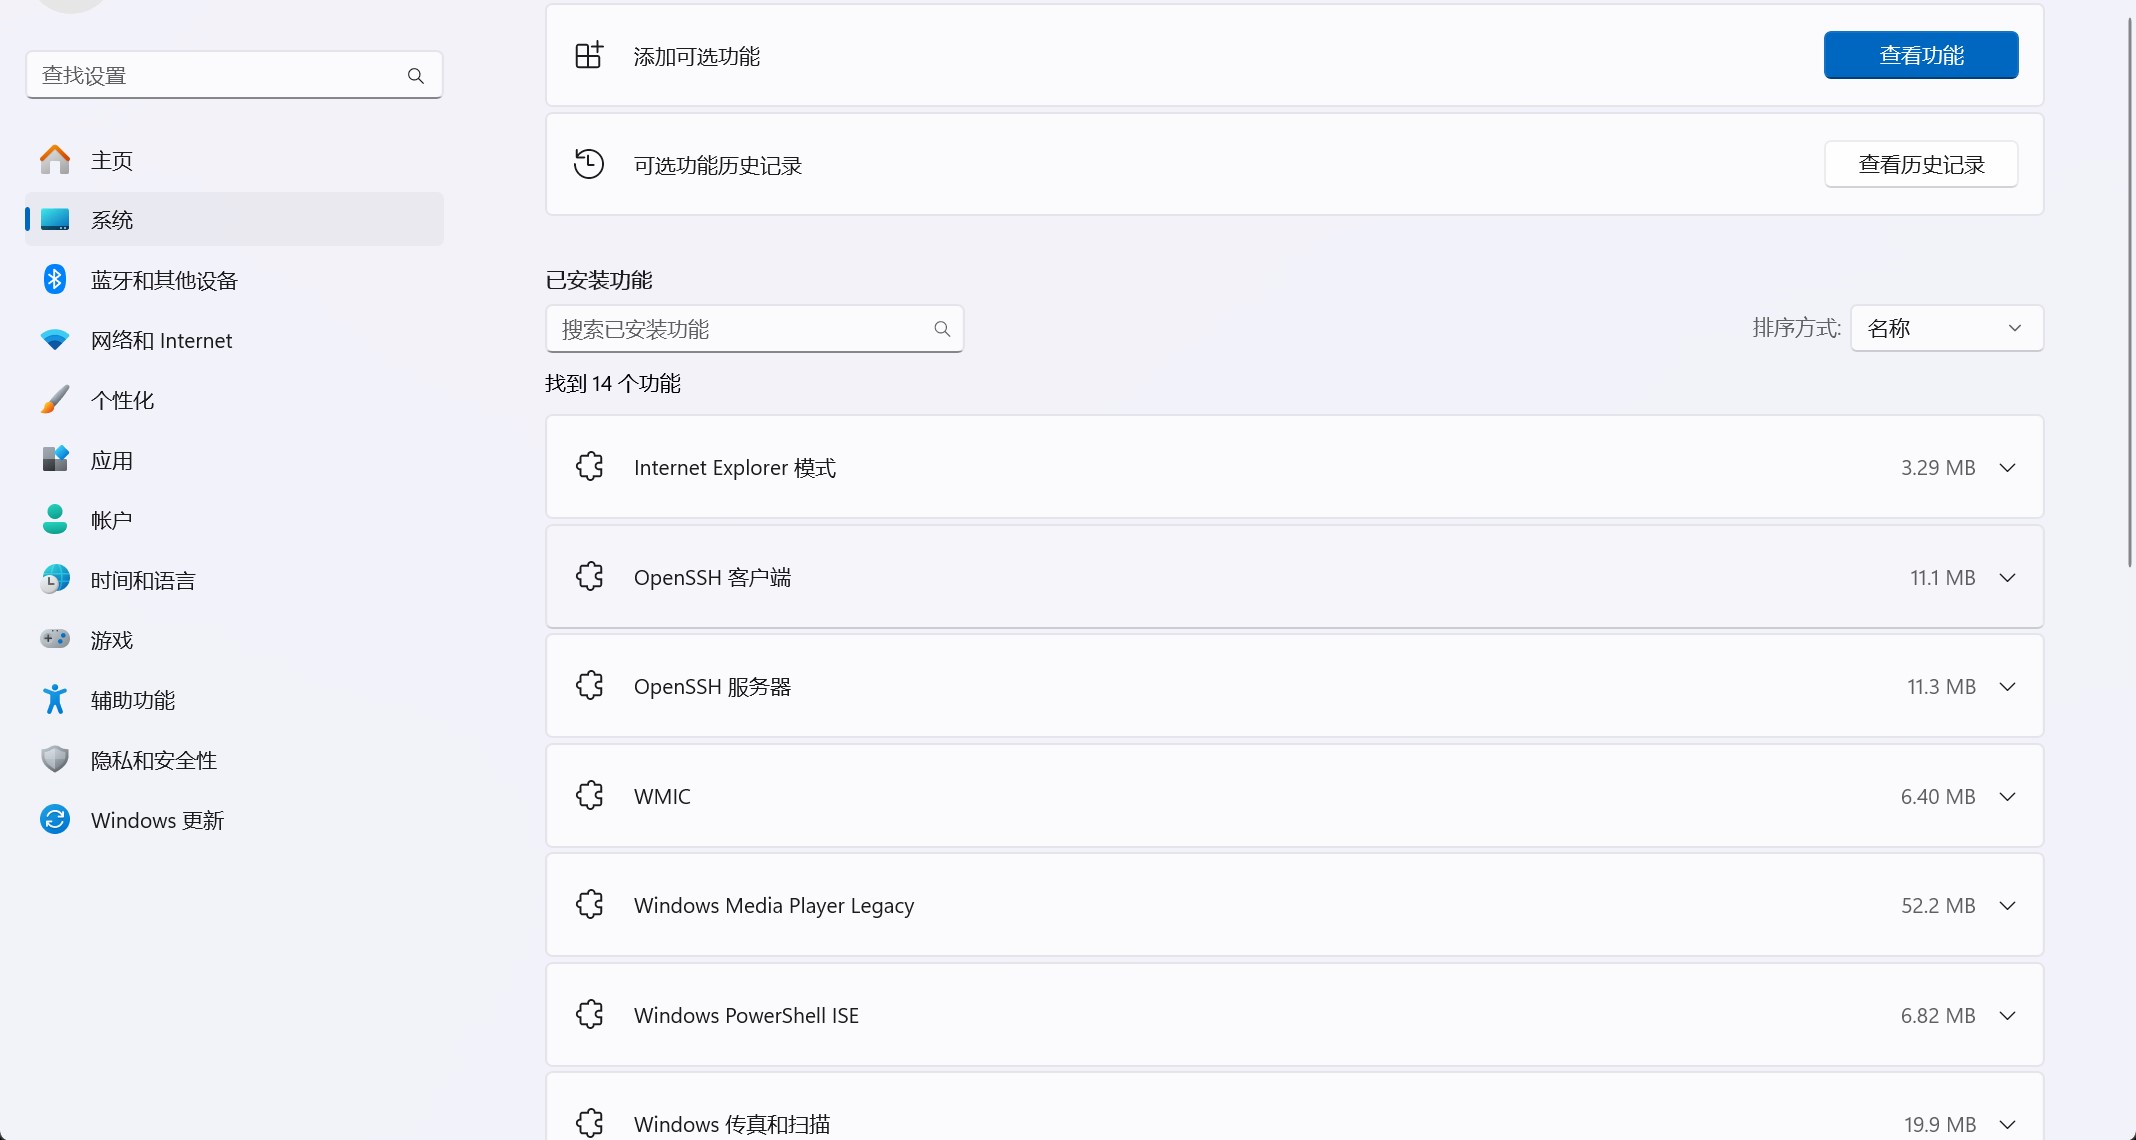 查找设置
主页
系统
蓝牙和其他设备
网络和 Internet
个性化
应用
帐户
时间和语言
游戏
辅助功能
隐私和安全性
Windows 更新
添加可选功能
查看功能
可选功能历史记录
查看历史记录
已安装功能
搜索已安装功能
排序方式: 名称
找到 14 个功能
Internet Explorer 模式 3.29 MB
OpenSSH 客户端 11.1 MB
OpenSSH 服务器 11.3 MB
WMIC 6.40 MB
Windows Media Player Legacy 52.2 MB
Windows PowerShell ISE 6.82 MB
Windows 传真和扫描 19.9 MB